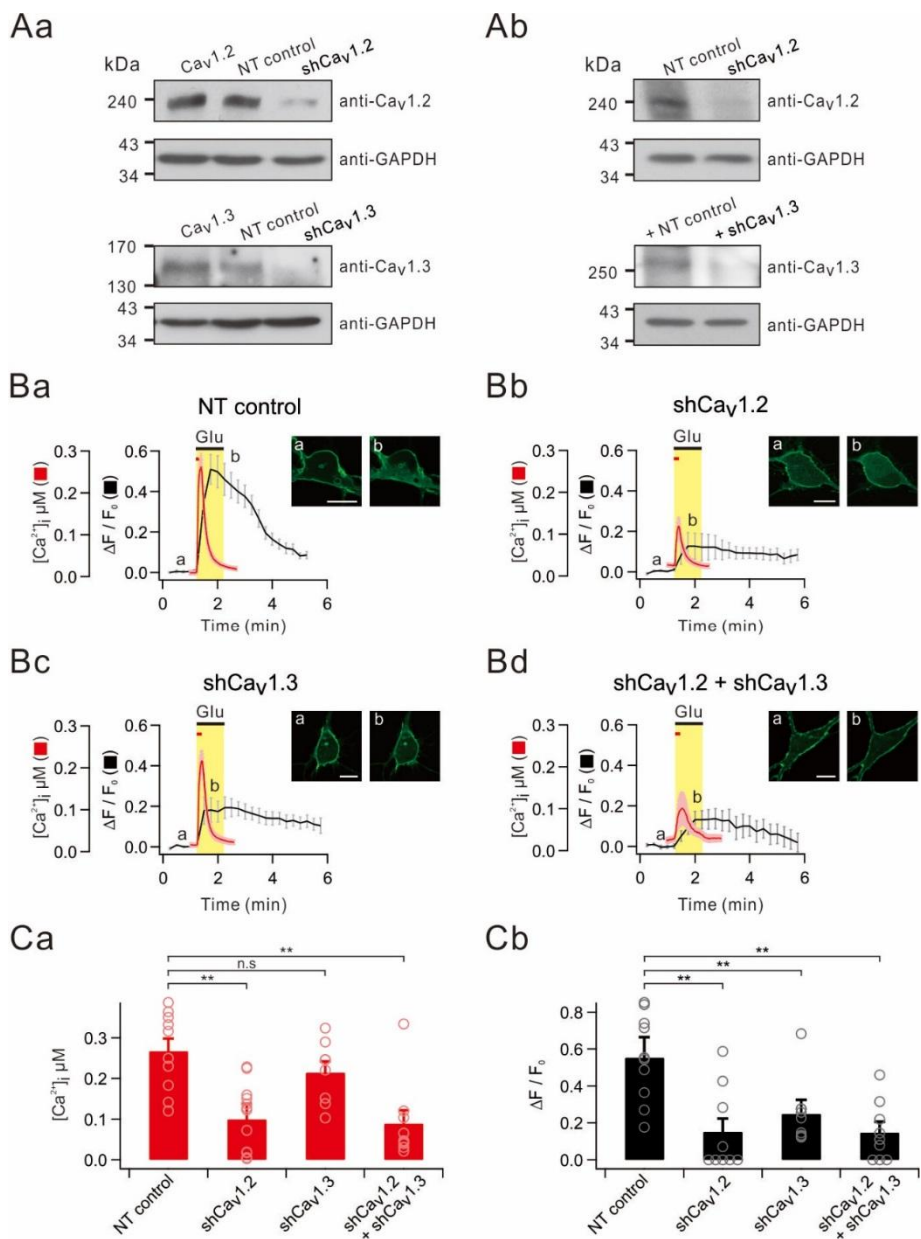 Aa
kDa
Cav1.2 NT control shCav1.2
240 anti-Cav1.2
43
34 anti-GAPDH
Cav1.3 NT control shCav1.3
170
130 anti-Cav1.3
43
34 anti-GAPDH
Ab
kDa
NT control shCav1.2
240 anti-Cav1.2
43
34 anti-GAPDH
+ NT control + shCav1.3
250 anti-Cav1.3
43
34 anti-GAPDH
Ba
NT control
Glu
a b
a b
[Ca²⁺]i µM (■)
0.3
0.2
0.1
0.0
ΔF / F₀ (■)
0.6
0.4
0.2
0.0
0 2 4 6
Time (min)
Bb
shCav1.2
Glu
a b
a b
[Ca²⁺]i µM (■)
0.3
0.2
0.1
0.0
ΔF / F₀ (■)
0.6
0.4
0.2
0.0
0 2 4 6
Time (min)
Bc
shCav1.3
Glu
a b
a b
[Ca²⁺]i µM (■)
0.3
0.2
0.1
0.0
ΔF / F₀ (■)
0.6
0.4
0.2
0.0
0 2 4 6
Time (min)
Bd
shCav1.2 + shCav1.3
Glu
a b
a b
[Ca²⁺]i µM (■)
0.3
0.2
0.1
0.0
ΔF / F₀ (■)
0.6
0.4
0.2
0.0
0 2 4 6
Time (min)
Ca
**
n.s
**
[Ca²⁺]i µM
0.3
0.2
0.1
0.0
NT control
shCav1.2
shCav1.3
shCav1.2
+ shCav1.3
Cb
**
**
**
ΔF / F₀
0.8
0.6
0.4
0.2
0.0
NT control
shCav1.2
shCav1.3
shCav1.2
+ shCav1.3